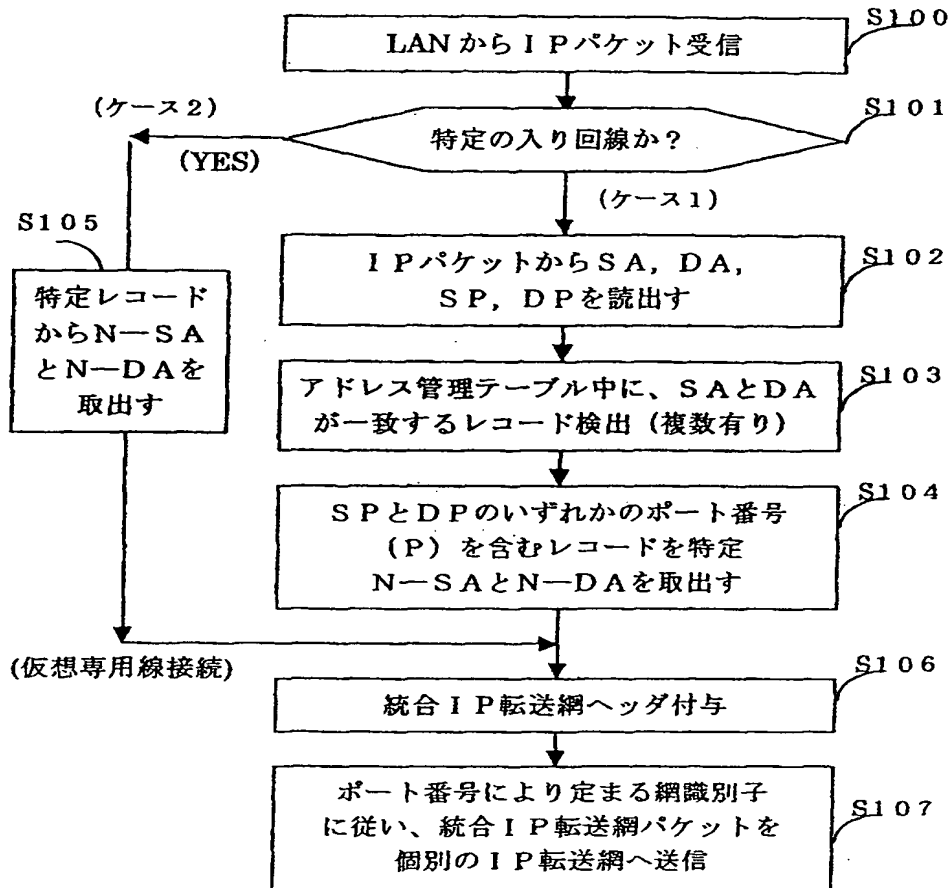 S100
LANからIPパケット受信
(ケース2)
S101
特定の入り回線か?
(YES)
(ケース1)
S105
S102
IPパケットからSA, DA,
SP, DPを読出す
特定レコード
からN—SA
とN—DAを
取出す
S103
アドレス管理テーブル中に、SAとDA
が一致するレコード検出(複数有り)
S104
SPとDPのいずれかのポート番号
(P)を含むレコードを特定
N—SAとN—DAを取出す
(仮想専用線接続)
S106
統合IP転送網ヘッダ付与
S107
ポート番号により定まる網識別子
に従い、統合IP転送網パケットを
個別のIP転送網へ送信